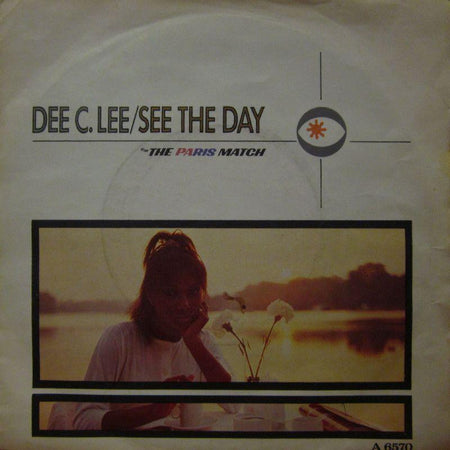 DEE C. LEE/SEE THE DAY
THE PARIS MATCH
A 6570